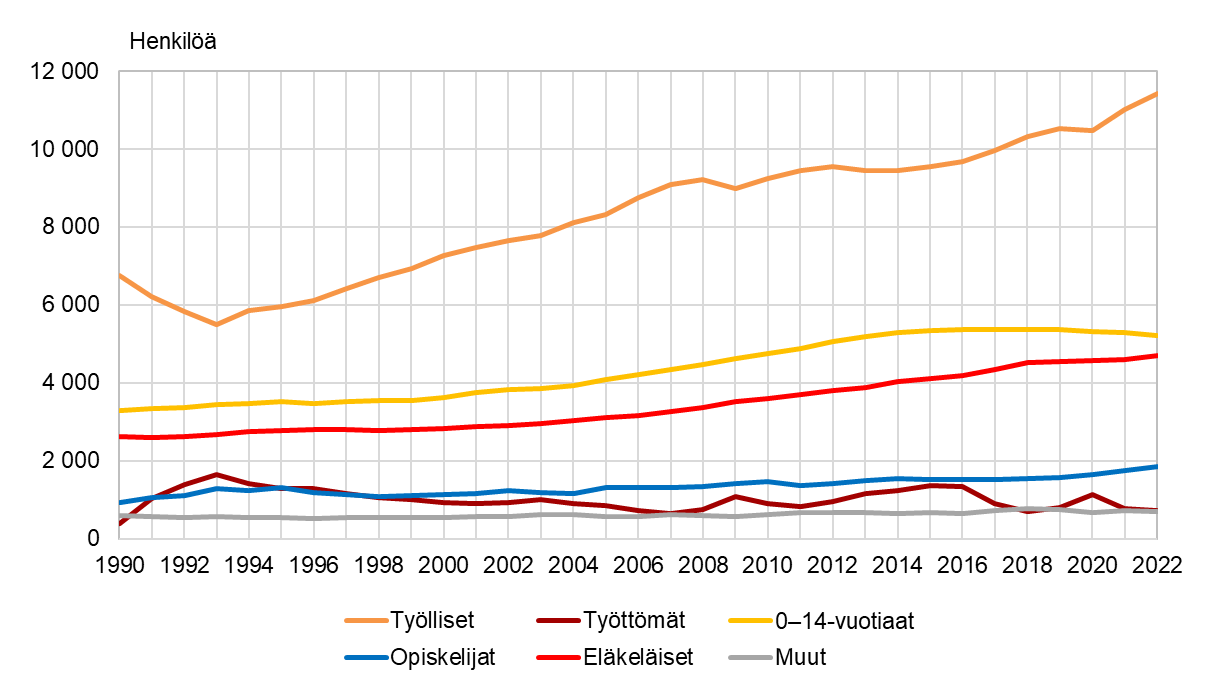 Henkilöä
12 000
10 000
8 000
6 000
4 000
2 000
0
1990 1992 1994 1996 1998 2000 2002 2004 2006 2008 2010 2012 2014 2016 2018 2020 2022
Työlliset Työttömät 0–14-vuotiaat
Opiskelijat Eläkeläiset Muut